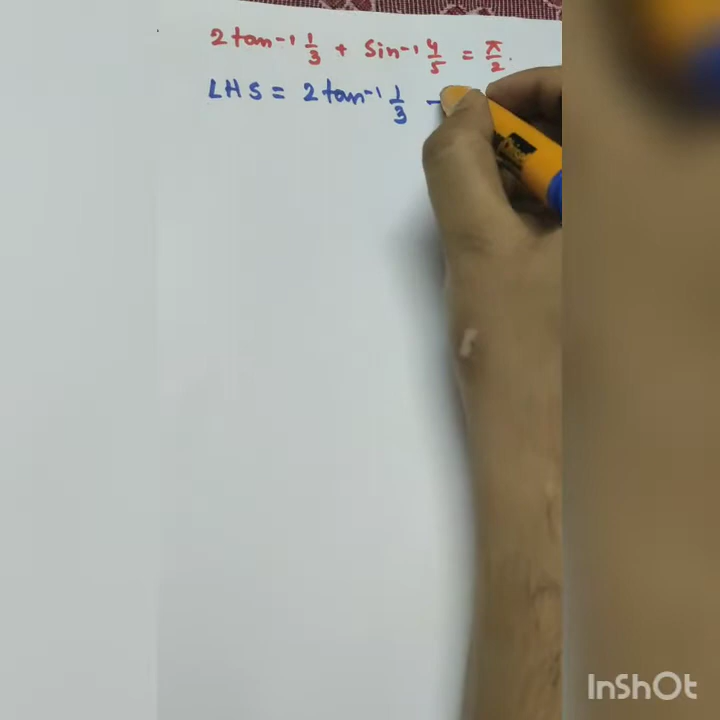 2 tan⁻¹ 1/3 + sin⁻¹ 4/5 = π/2.
LHS = 2 tan⁻¹ 1/3 -
InShOt